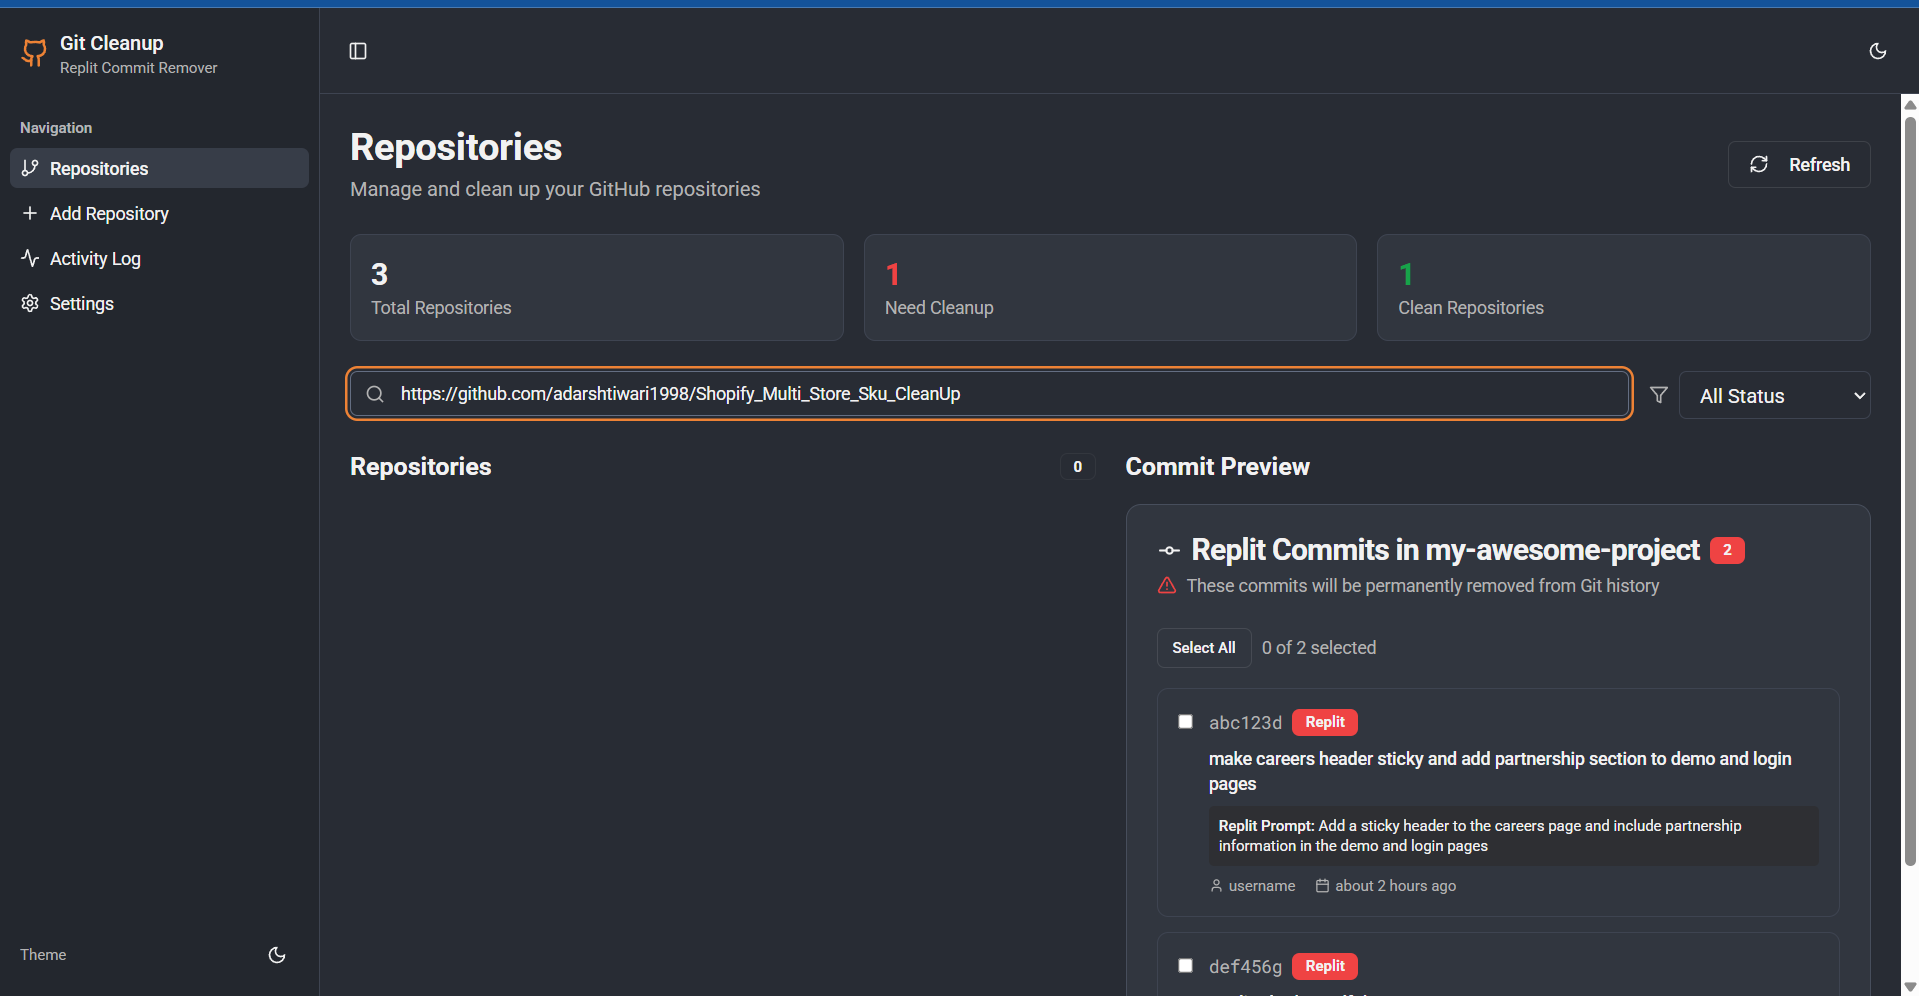 Git Cleanup
Replit Commit Remover
Navigation
Repositories
Add Repository
Activity Log
Settings
Theme
Repositories
Manage and clean up your GitHub repositories
Refresh
3
Total Repositories
1
Need Cleanup
1
Clean Repositories
https://github.com/adarshtiwari1998/Shopify_Multi_Store_Sku_CleanUp
All Status
Repositories
0
Commit Preview
Replit Commits in my-awesome-project 2
These commits will be permanently removed from Git history
Select All
0 of 2 selected
abc123d Replit
make careers header sticky and add partnership section to demo and login
pages
Replit Prompt: Add a sticky header to the careers page and include partnership
information in the demo and login pages
username about 2 hours ago
def456g Replit